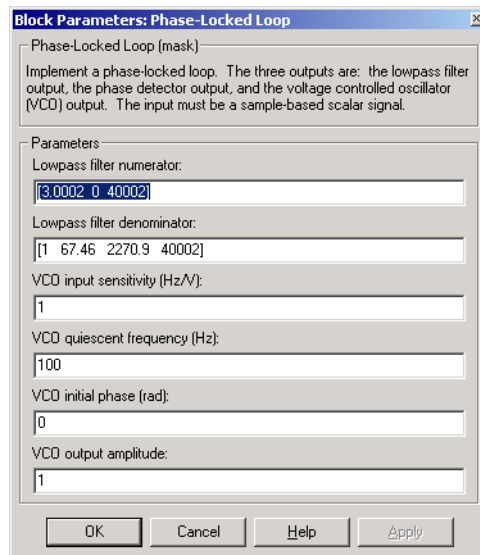 Block Parameters: Phase-Locked Loop
Phase-Locked Loop (mask)
Implement a phase-locked loop. The three outputs are: the lowpass filter
output, the phase detector output, and the voltage controlled oscillator
(VCO) output. The input must be a sample-based scalar signal.
Parameters
Lowpass filter numerator:
[3.0002 0 40002]
Lowpass filter denominator:
[1 67.46 2270.9 40002]
VCO input sensitivity (Hz/V):
1
VCO quiescent frequency (Hz):
100
VCO initial phase (rad):
0
VCO output amplitude:
1
OK Cancel Help Apply